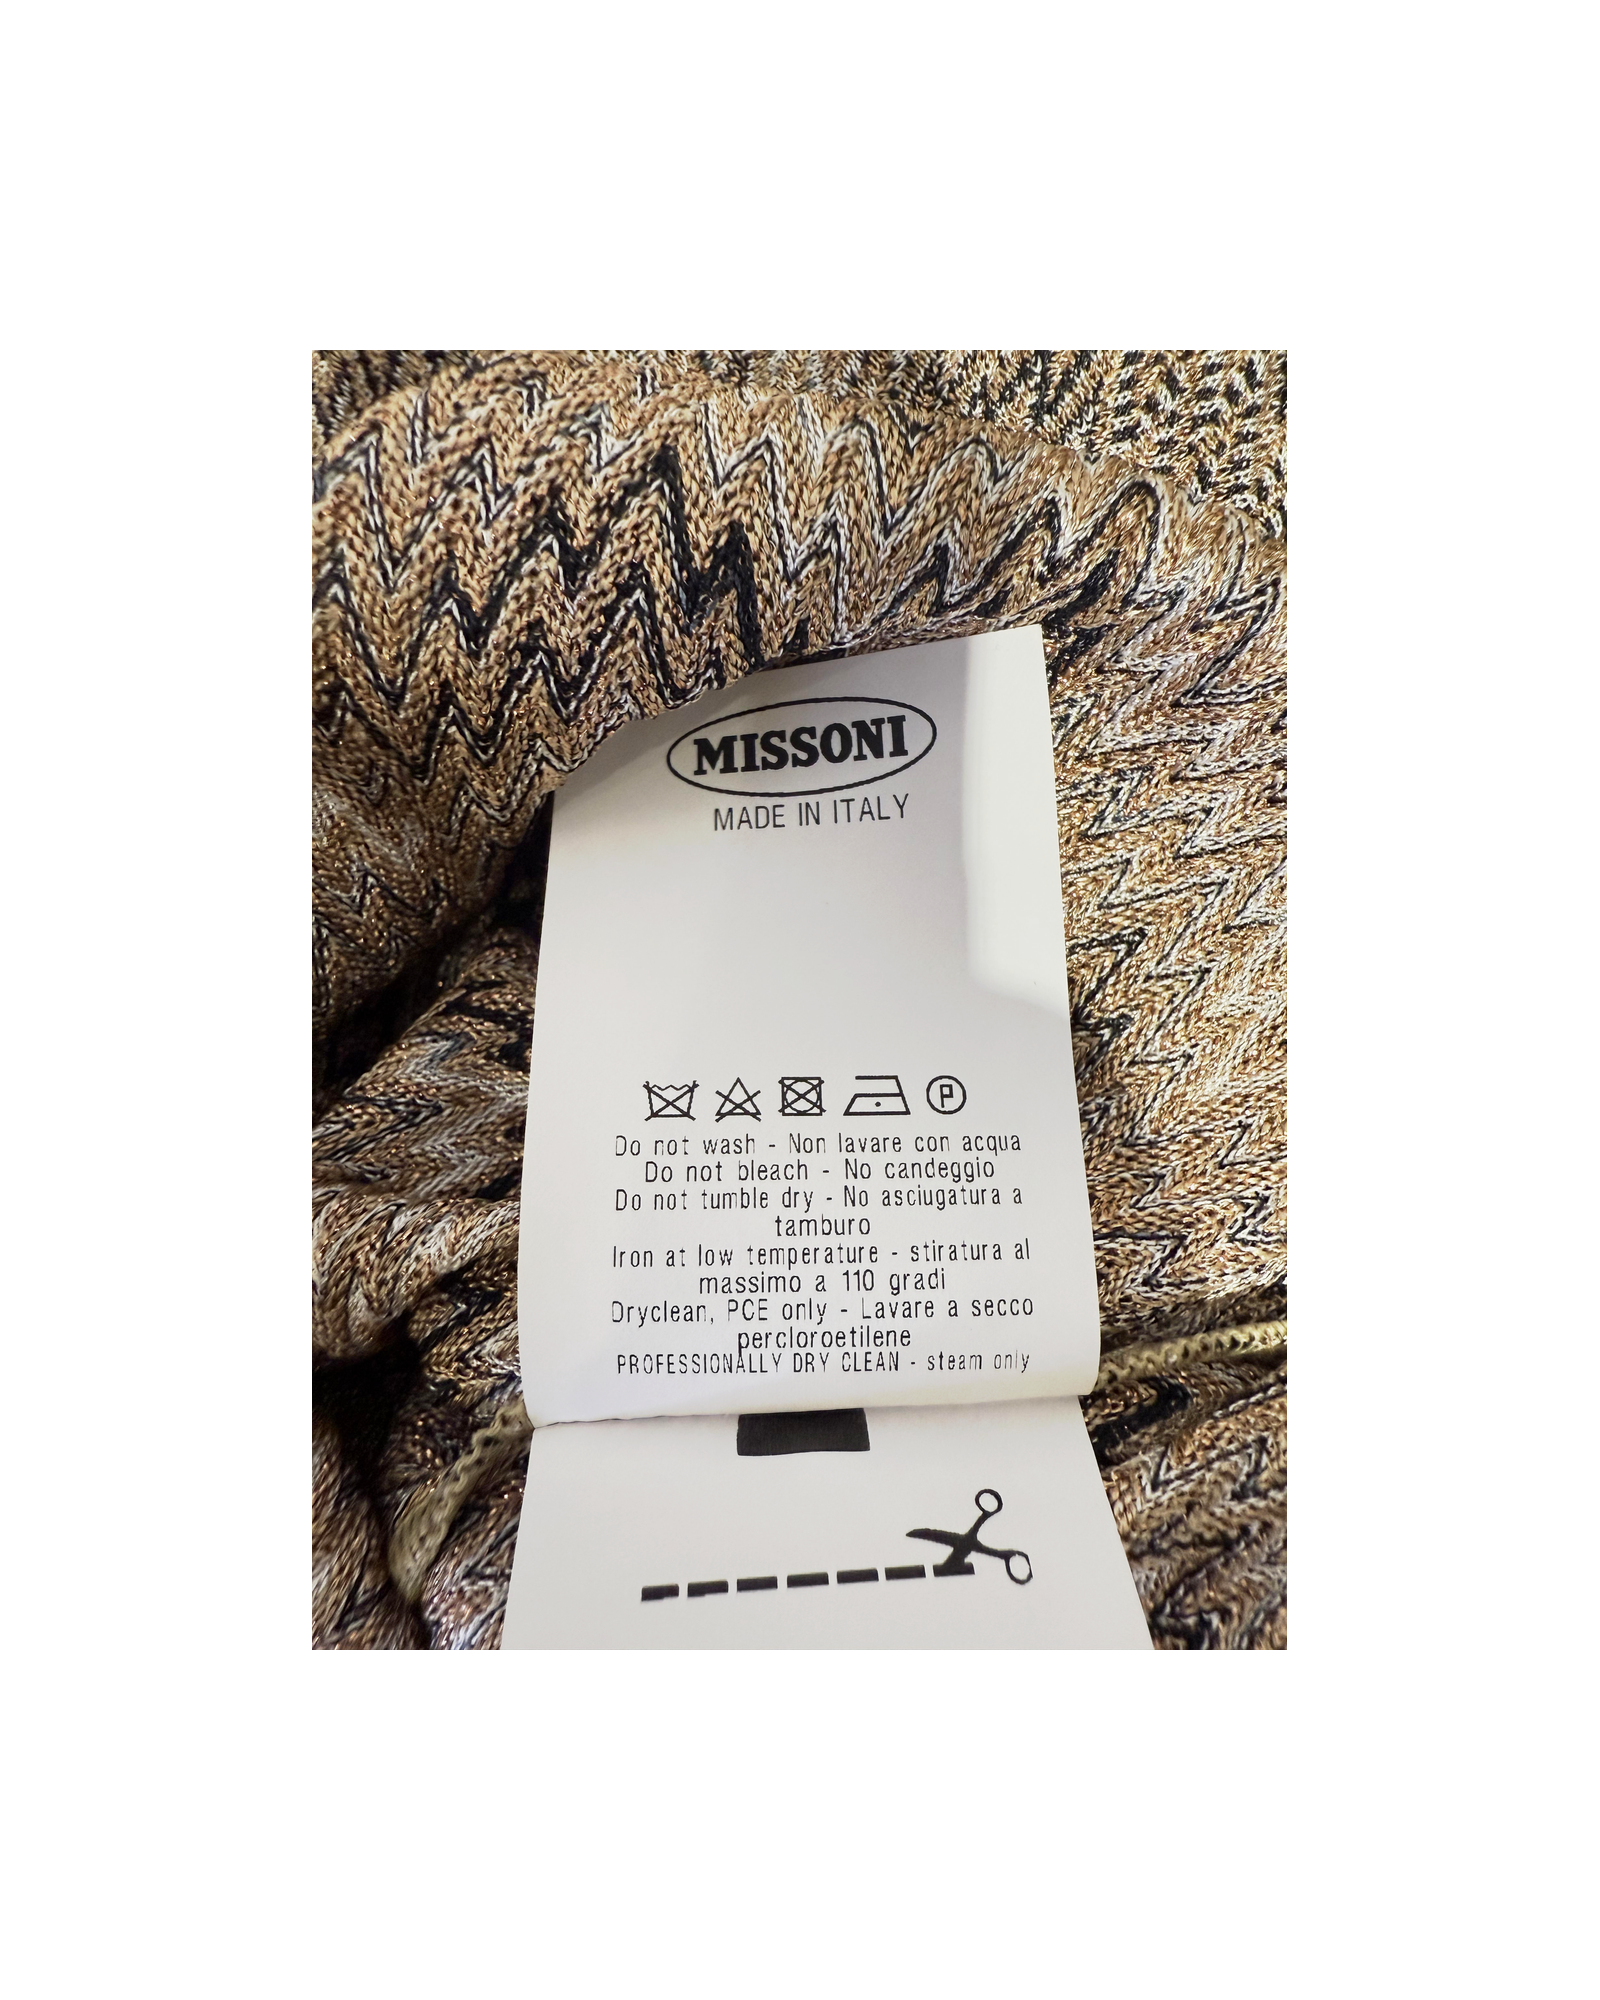 MISSONI
MADE IN ITALY
P
Do not wash - Non lavare con acqua
Do not bleach - No candeggio
Do not tumble dry - No asciugatura a
tamburo
Iron at low temperature - stiratura al
massimo a 110 gradi
Dryclean, PCE only - Lavare a secco
percloroetilene
PROFESSIONALLY DRY CLEAN - steam only